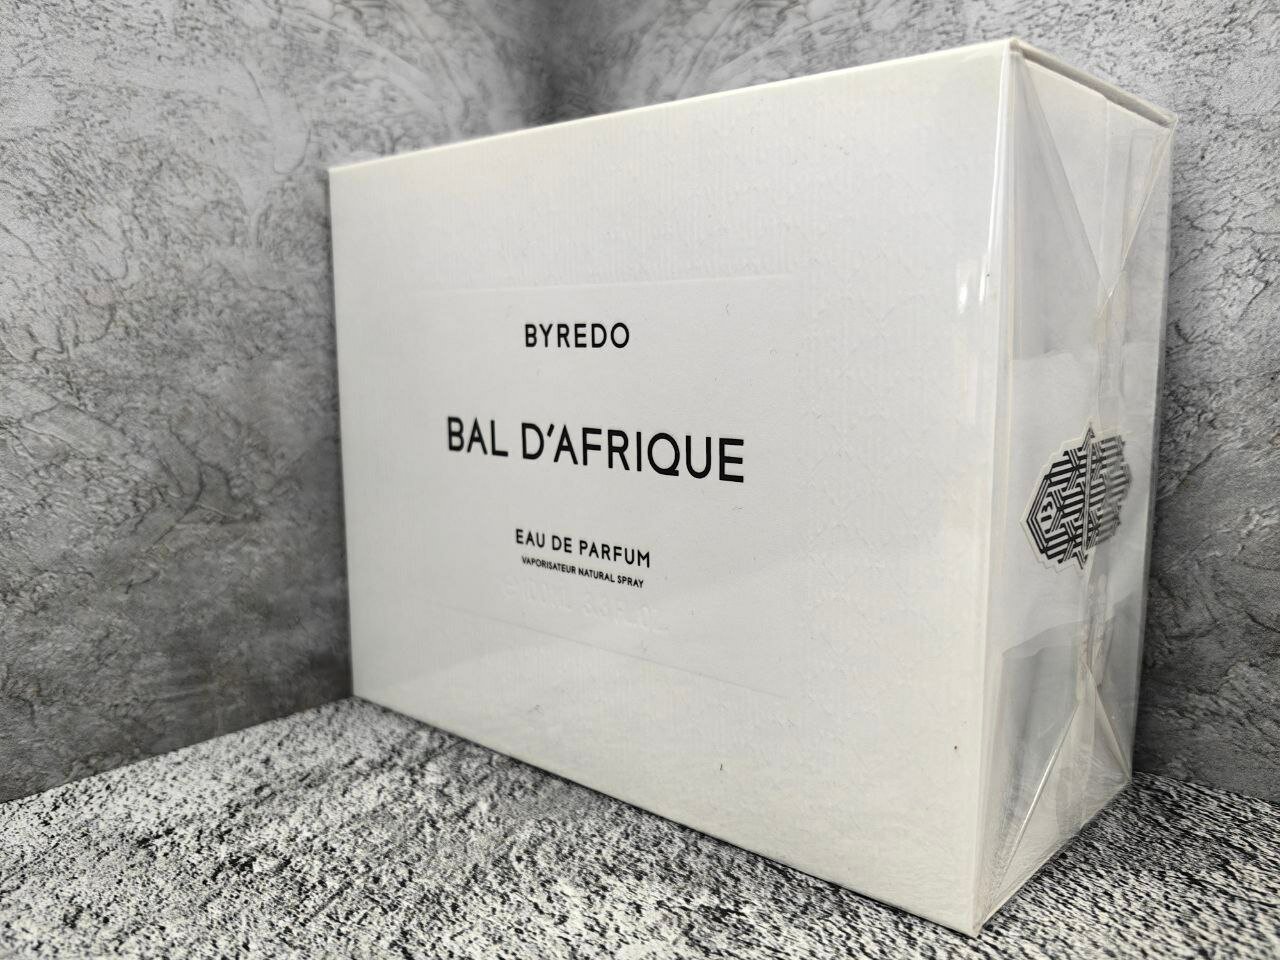 BYREDO
BAL D'AFRIQUE
EAU DE PARFUM
VAPORISATEUR NATURAL SPRAY